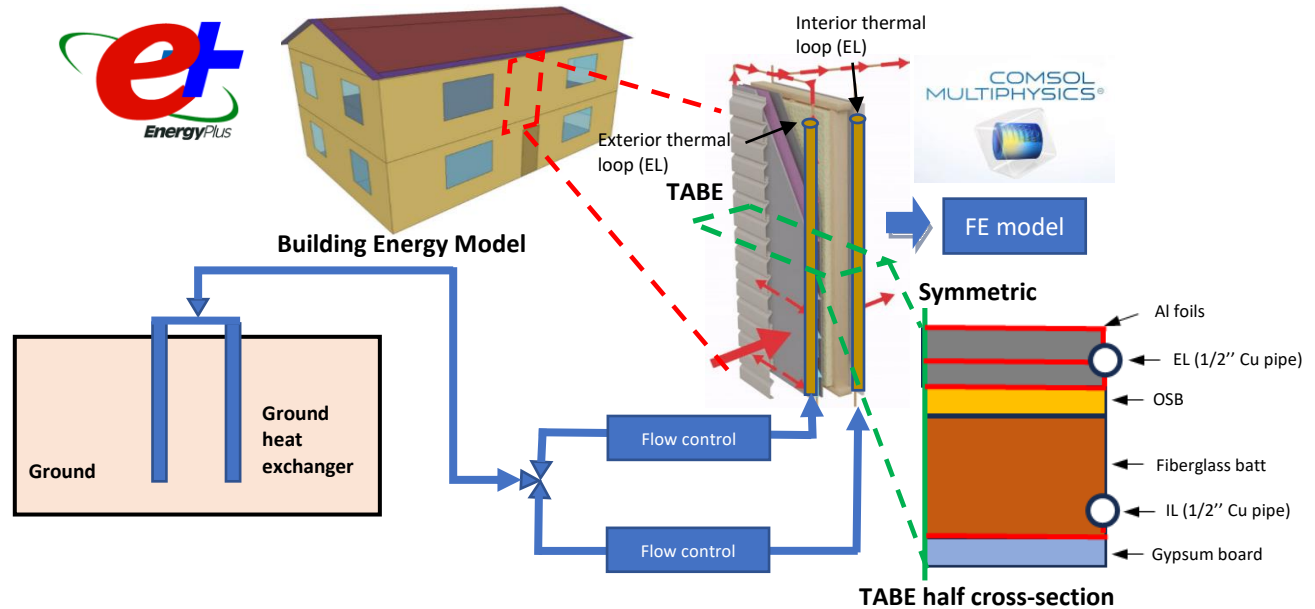 e+
EnergyPlus
Building Energy Model
Interior thermal
loop (EL)
Exterior thermal
loop (EL)
TABE
COMSOL
MULTIPHYSICS®
FE model
Symmetric
Al foils
EL (1/2’’ Cu pipe)
OSB
Fiberglass batt
IL (1/2’’ Cu pipe)
Gypsum board
TABE half cross-section
Flow control
Flow control
Ground
heat
exchanger
Ground